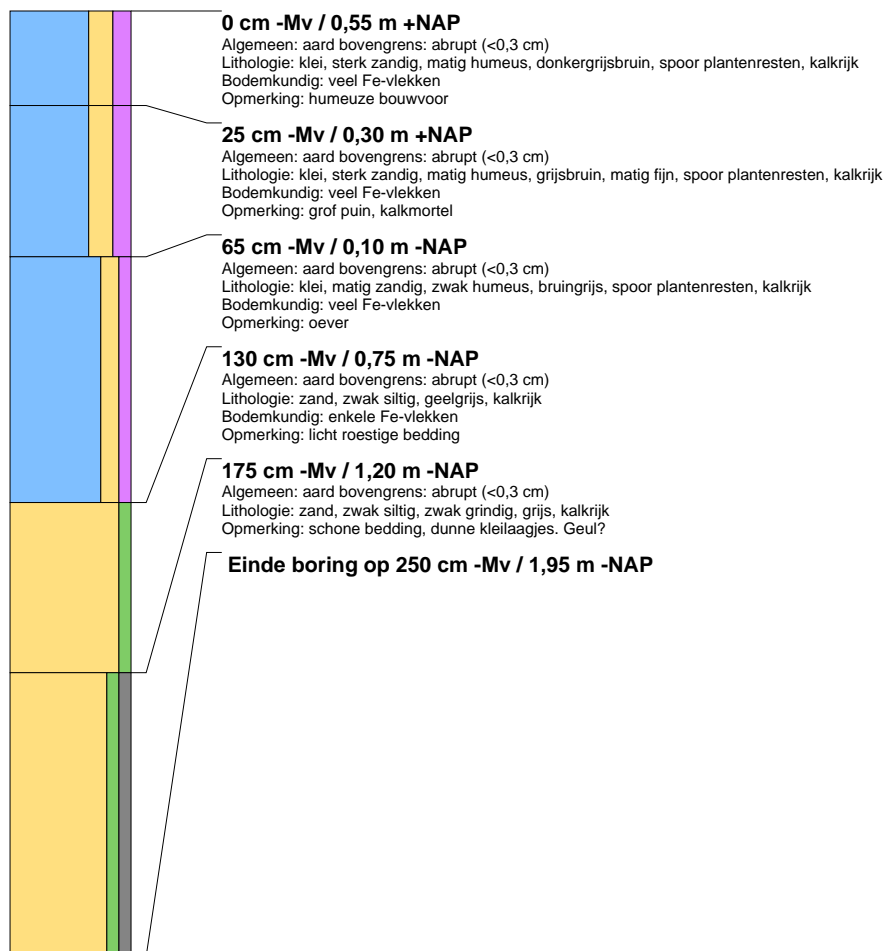 0 cm -Mv / 0,55 m +NAP
Algemeen: aard bovengrens: abrupt (<0,3 cm)
Lithologie: klei, sterk zandig, matig humeus, donkergrijsbruin, spoor plantenresten, kalkrijk
Bodemkundig: veel Fe-vlekken
Opmerking: humeuze bouwvoor
25 cm -Mv / 0,30 m +NAP
Algemeen: aard bovengrens: abrupt (<0,3 cm)
Lithologie: klei, sterk zandig, matig humeus, grijsbruin, matig fijn, spoor plantenresten, kalkrijk
Bodemkundig: veel Fe-vlekken
Opmerking: grof puin, kalkmortel
65 cm -Mv / 0,10 m -NAP
Algemeen: aard bovengrens: abrupt (<0,3 cm)
Lithologie: klei, matig zandig, zwak humeus, bruingrijs, spoor plantenresten, kalkrijk
Bodemkundig: veel Fe-vlekken
Opmerking: oever
130 cm -Mv / 0,75 m -NAP
Algemeen: aard bovengrens: abrupt (<0,3 cm)
Lithologie: zand, zwak siltig, geelgrijs, kalkrijk
Bodemkundig: enkele Fe-vlekken
Opmerking: licht roestige bedding
175 cm -Mv / 1,20 m -NAP
Algemeen: aard bovengrens: abrupt (<0,3 cm)
Lithologie: zand, zwak siltig, zwak grindig, grijs, kalkrijk
Opmerking: schone bedding, dunne kleilaagjes. Geul?
Einde boring op 250 cm -Mv / 1,95 m -NAP